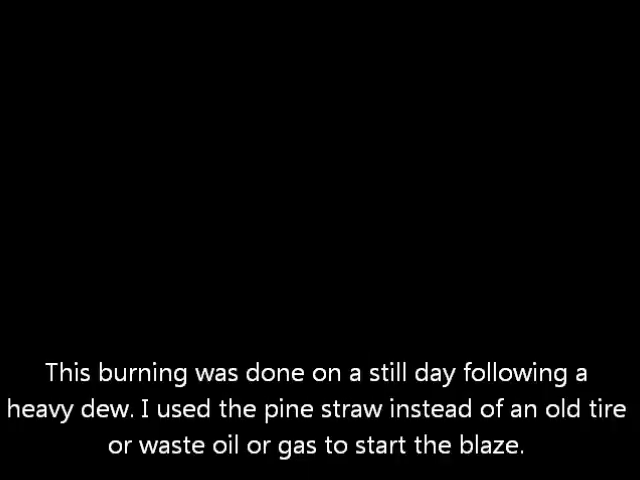 This burning was done on a still day following a
heavy dew. I used the pine straw instead of an old tire
or waste oil or gas to start the blaze.